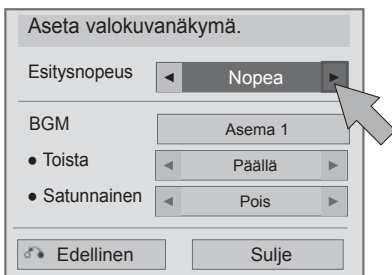 Aseta valokuvanäkymä.
Esitysnopeus ◄ Nopea ►
BGM Asema 1
• Toista ◄ Päällä ►
• Satunnainen ◄ Pois ►
Edellinen Sulje